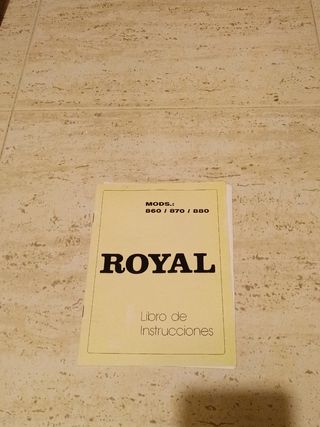 MODS.:
860 / 870 / 880
ROYAL
Libro de
Instrucciones